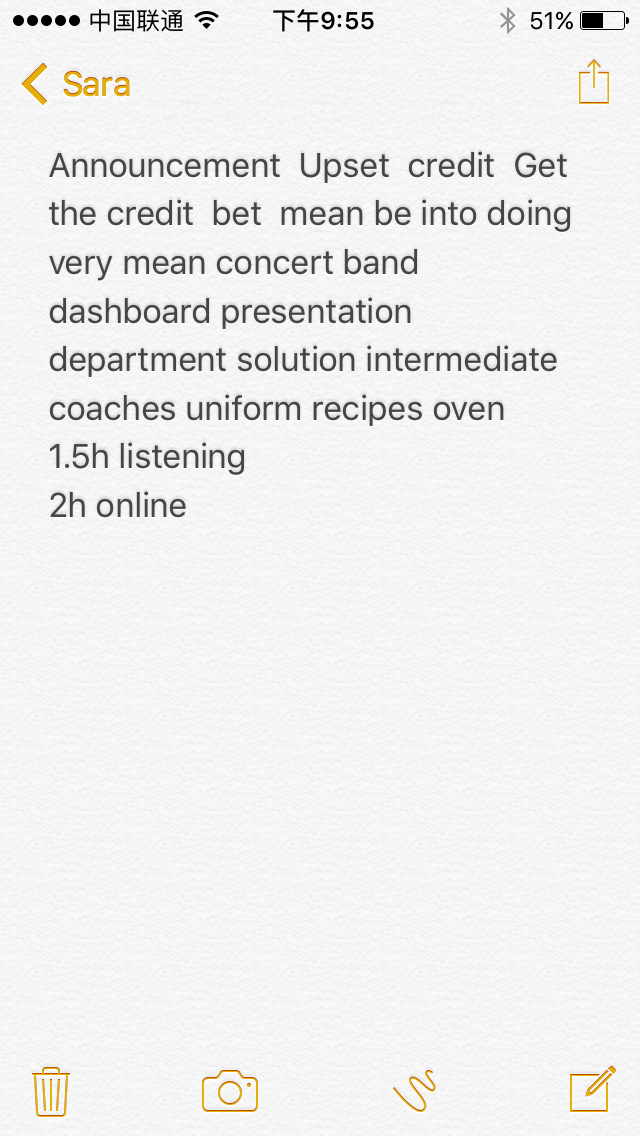 中国联通 下午9:55 51%
Sara
Announcement  Upset  credit  Get
the credit  bet  mean be into doing
very mean concert band
dashboard presentation
department solution intermediate
coaches uniform recipes oven
1.5h listening
2h online